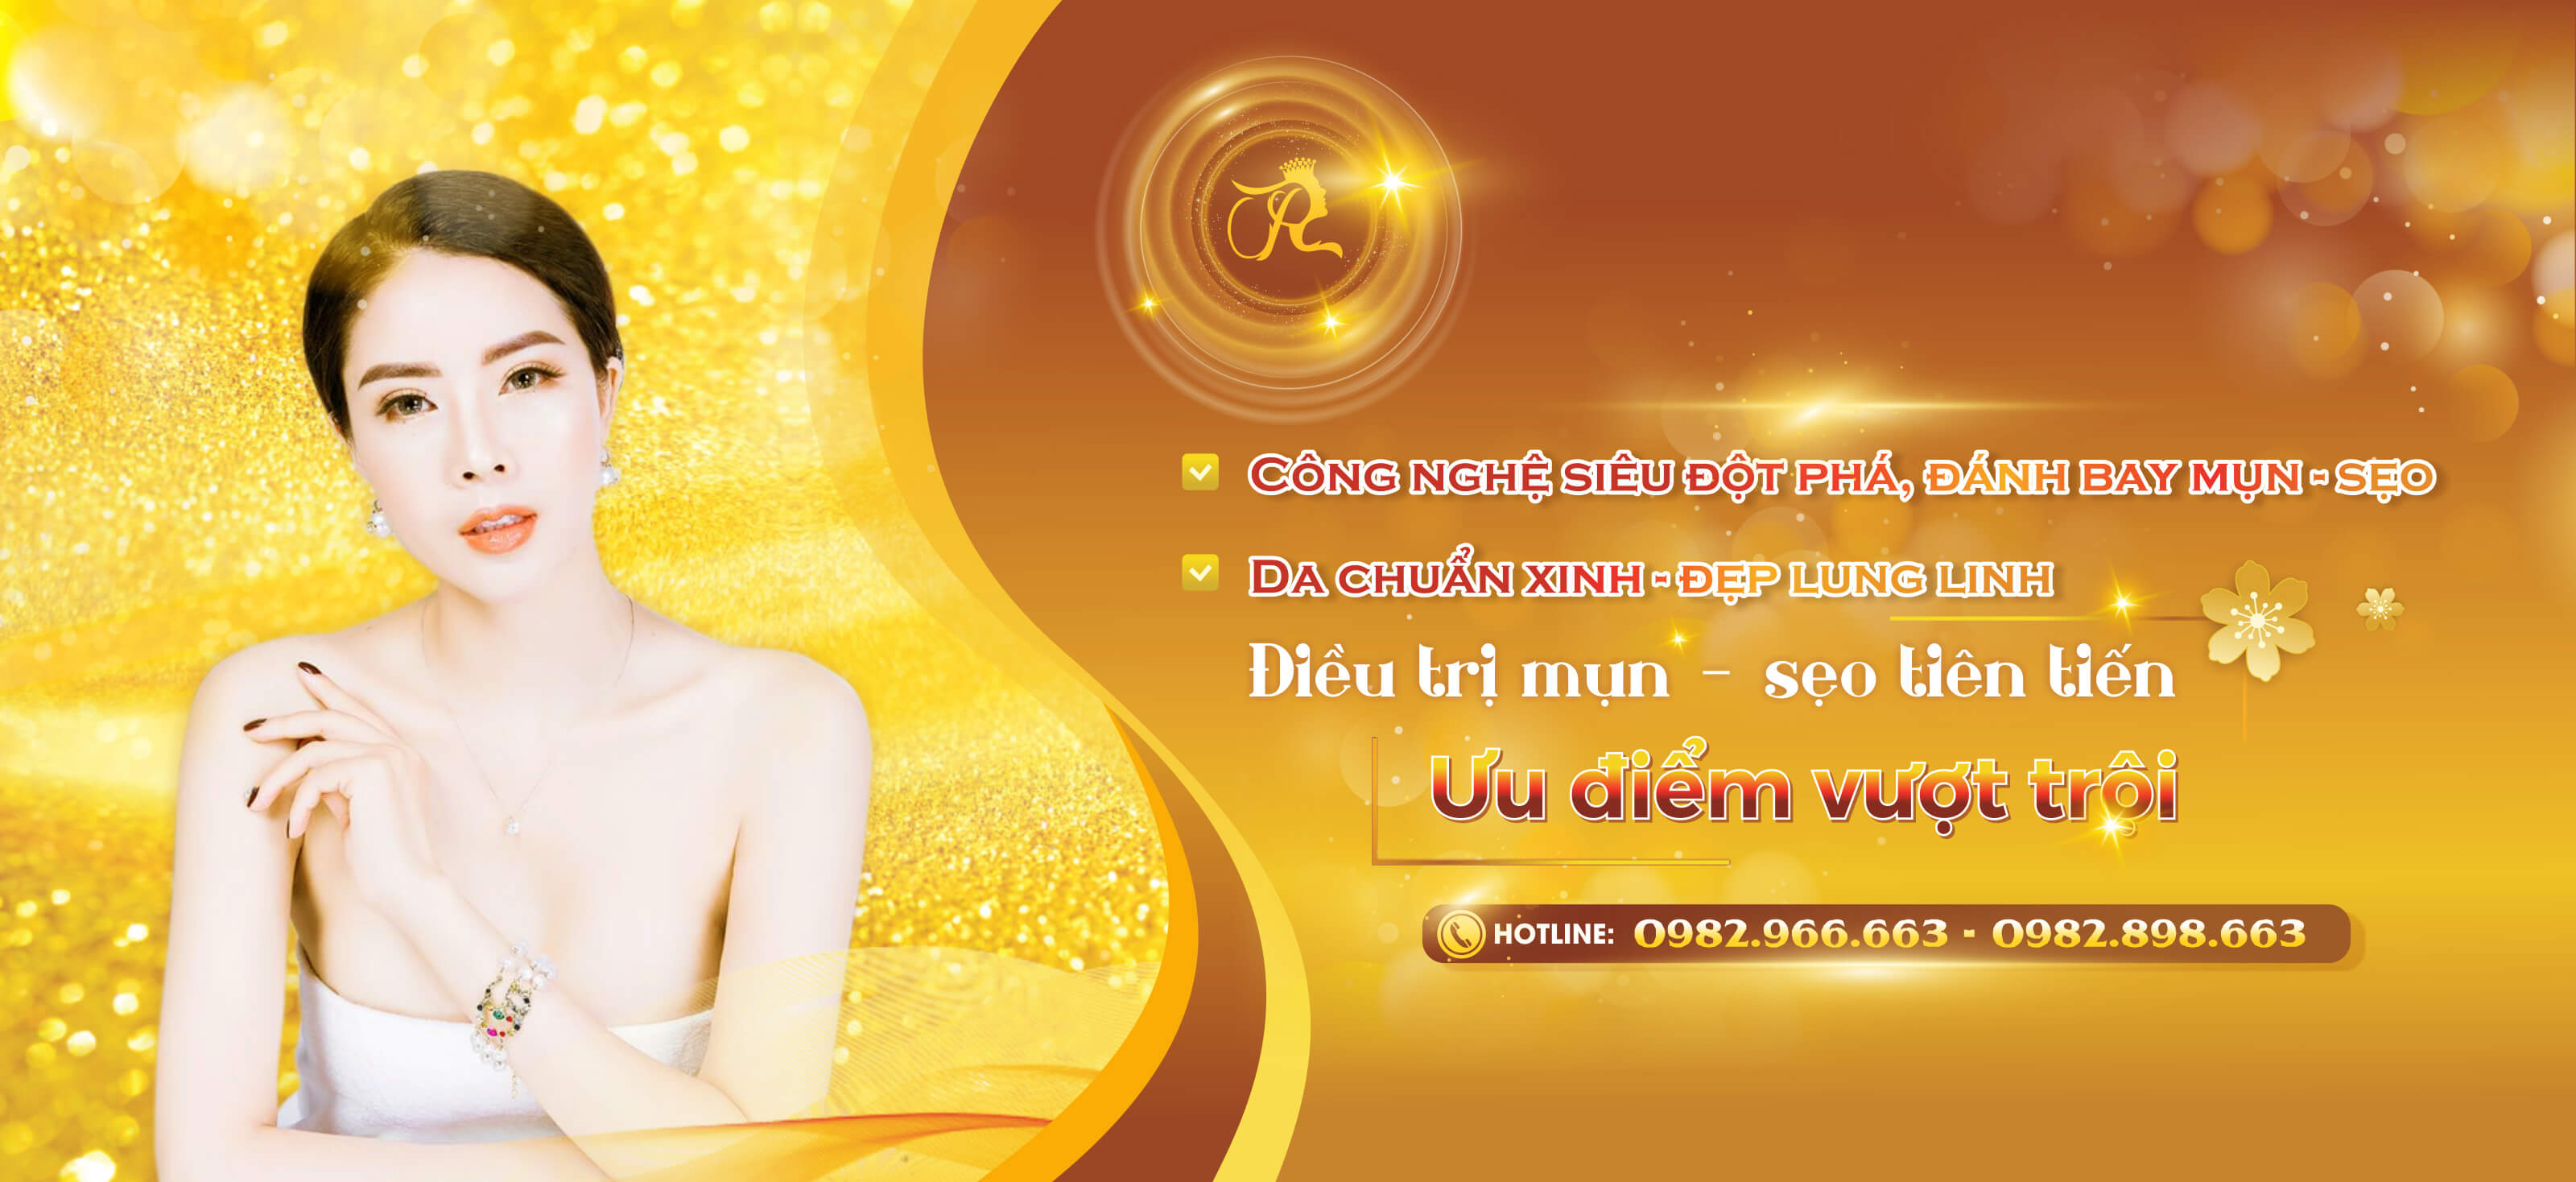 CÔNG NGHỆ SIÊU ĐỘT PHÁ, ĐÁNH BAY MỤN - SẸO
DA CHUẨN XINH - ĐẸP LUNG LINH
Điều trị mụn - sẹo tiên tiến
Ưu điểm vượt trội
HOTLINE: 0982.966.663 - 0982.898.663